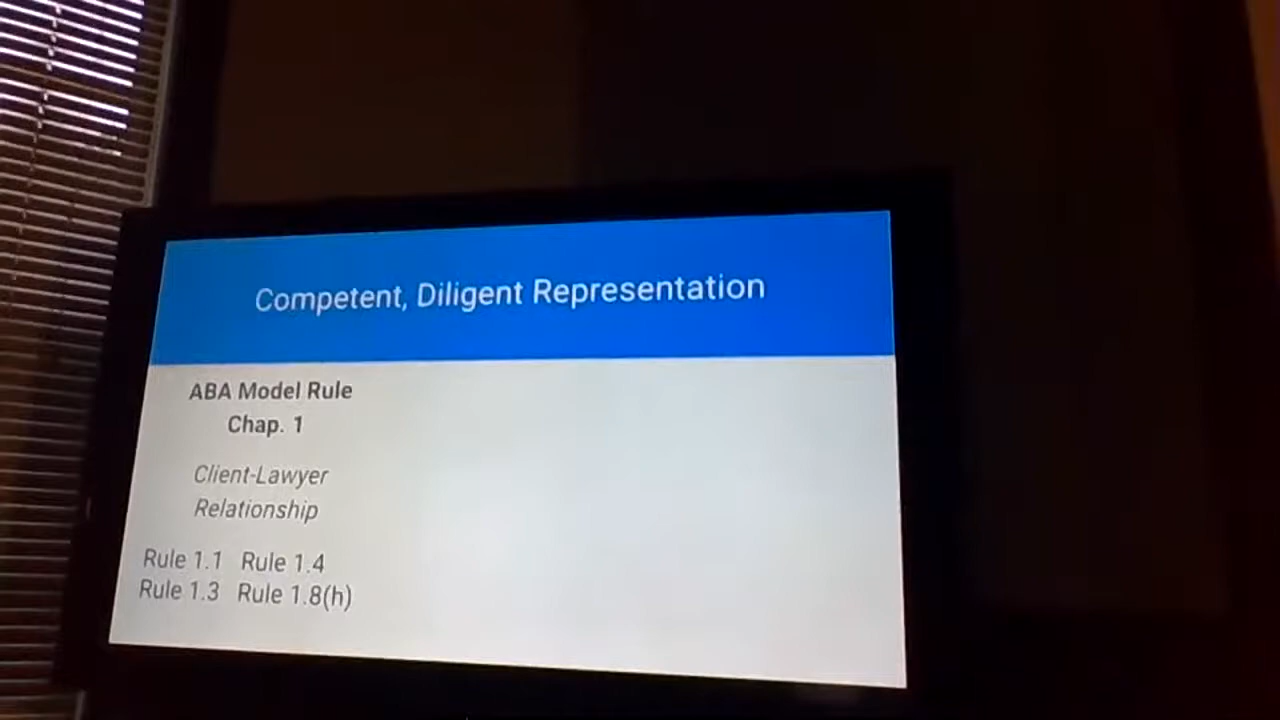 Competent, Diligent Representation
ABA Model Rule
Chap. 1
Client-Lawyer
Relationship
Rule 1.1 Rule 1.4
Rule 1.3 Rule 1.8(h)